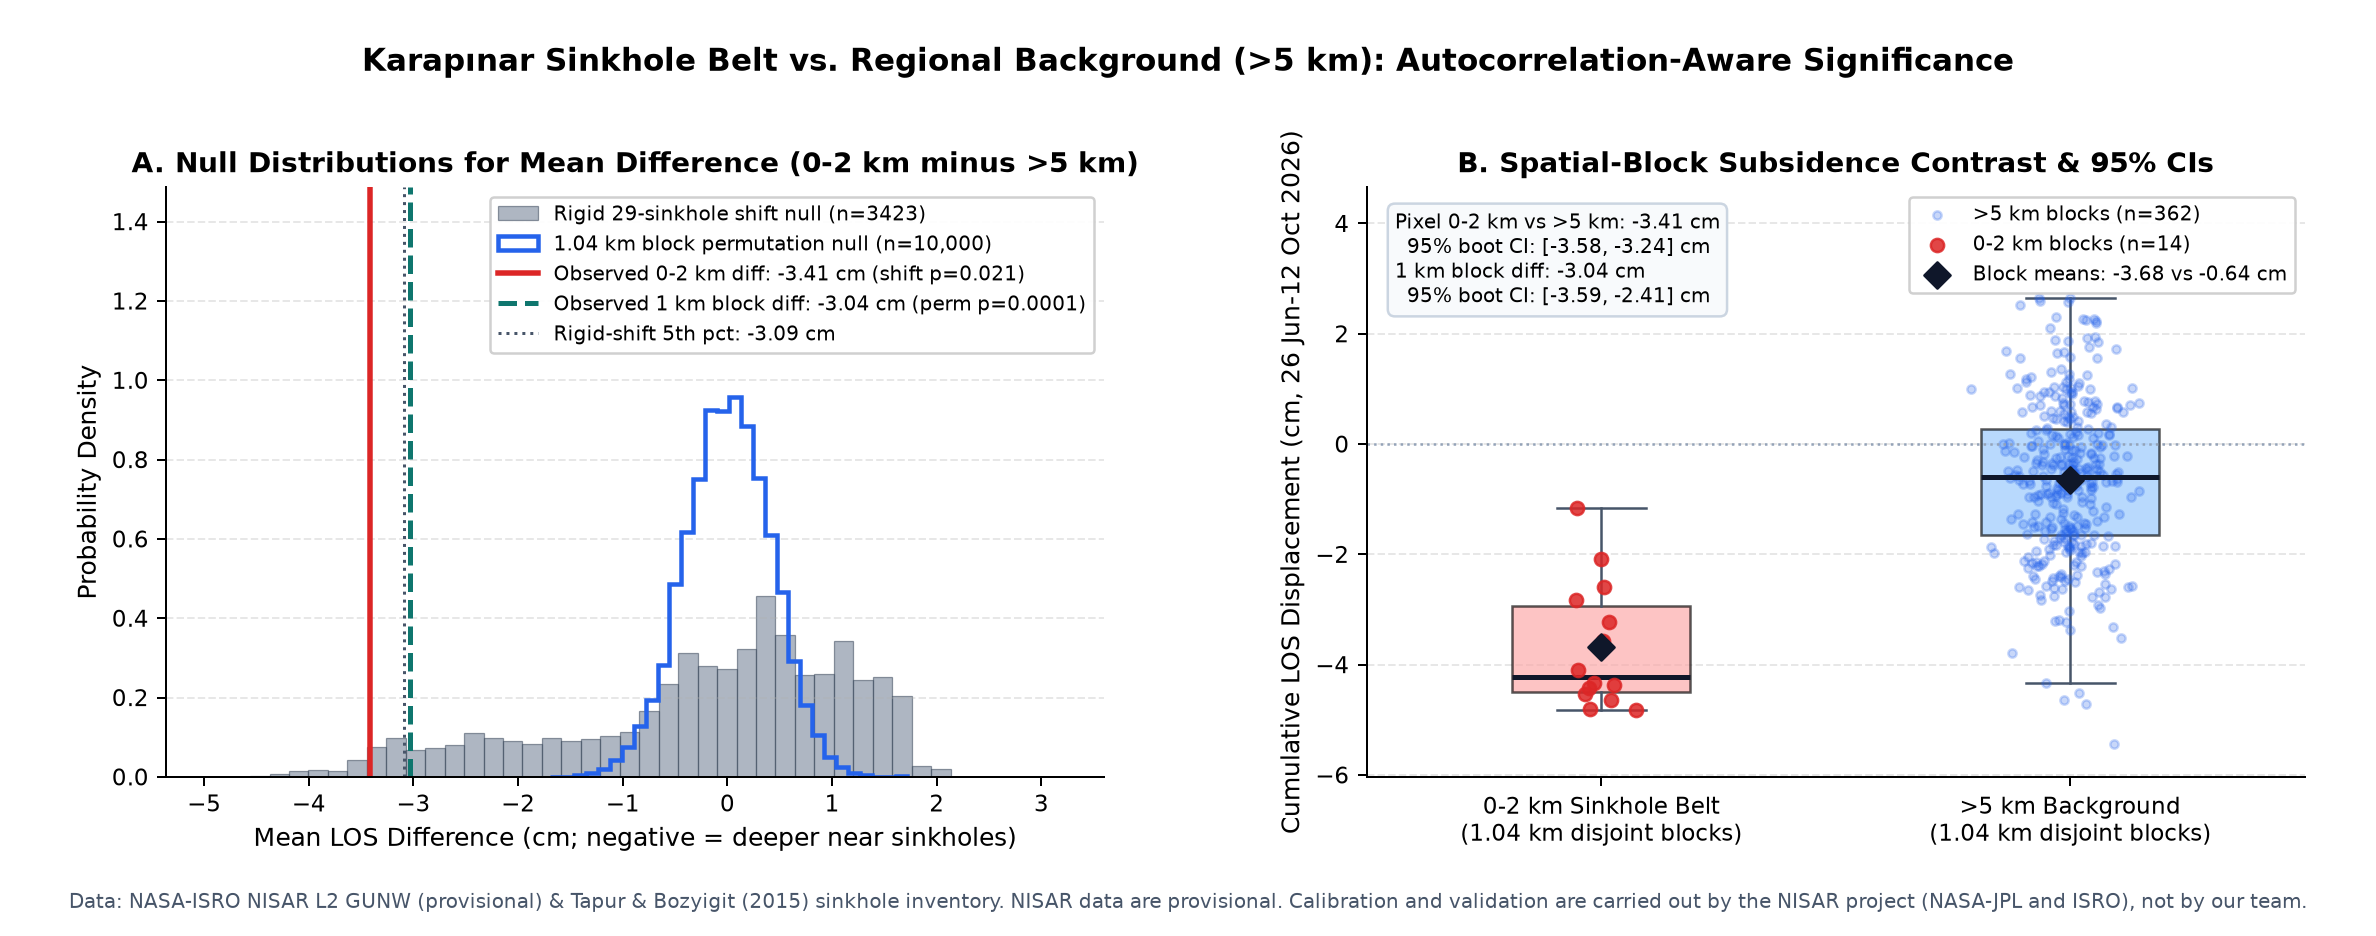 Karapınar Sinkhole Belt vs. Regional Background (>5 km): Autocorrelation-Aware Significance
A. Null Distributions for Mean Difference (0-2 km minus >5 km)
Probability Density
1.4
1.2
1.0
0.8
0.6
0.4
0.2
0.0
Rigid 29-sinkhole shift null (n=3423)
1.04 km block permutation null (n=10,000)
Observed 0-2 km diff: -3.41 cm (shift p=0.021)
Observed 1 km block diff: -3.04 cm (perm p=0.0001)
Rigid-shift 5th pct: -3.09 cm
−5 −4 −3 −2 −1 0 1 2 3
Mean LOS Difference (cm; negative = deeper near sinkholes)
B. Spatial-Block Subsidence Contrast & 95% CIs
Cumulative LOS Displacement (cm, 26 Jun-12 Oct 2026)
4
2
0
−2
−4
−6
Pixel 0-2 km vs >5 km: -3.41 cm
95% boot CI: [-3.58, -3.24] cm
1 km block diff: -3.04 cm
95% boot CI: [-3.59, -2.41] cm
>5 km blocks (n=362)
0-2 km blocks (n=14)
Block means: -3.68 vs -0.64 cm
0-2 km Sinkhole Belt
(1.04 km disjoint blocks)
>5 km Background
(1.04 km disjoint blocks)
Data: NASA-ISRO NISAR L2 GUNW (provisional) & Tapur & Bozyigit (2015) sinkhole inventory. NISAR data are provisional. Calibration and validation are carried out by the NISAR project (NASA-JPL and ISRO), not by our team.